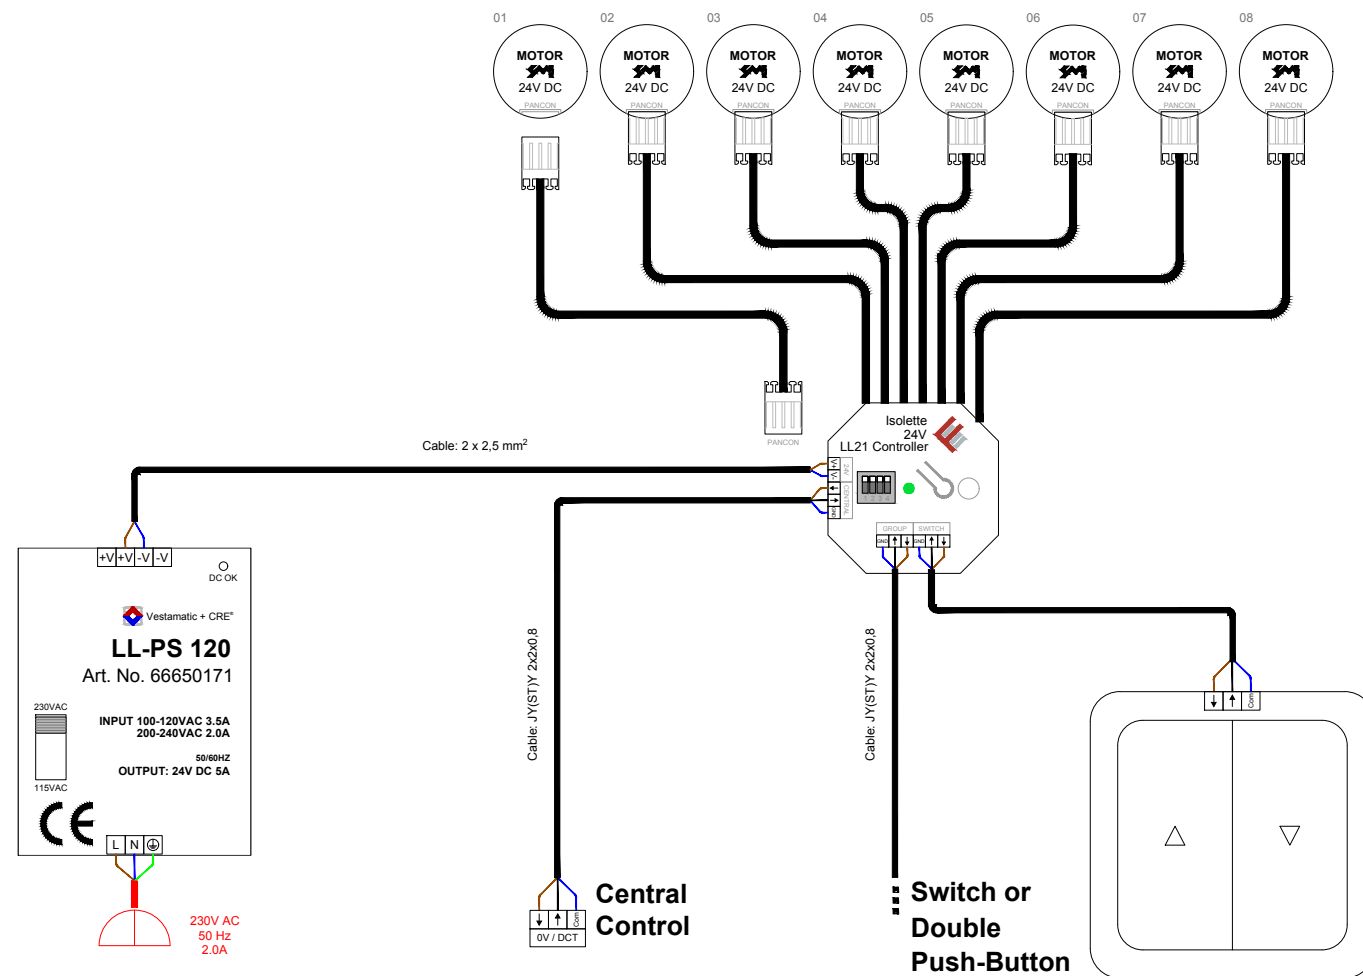 01
02
03
04
05
06
07
08
MOTOR
24V DC
PANCON
MOTOR
24V DC
PANCON
MOTOR
24V DC
PANCON
MOTOR
24V DC
PANCON
MOTOR
24V DC
PANCON
MOTOR
24V DC
PANCON
MOTOR
24V DC
PANCON
MOTOR
24V DC
PANCON
PANCON
Isolette
24V
LL21 Controller
V+
V-
24V
CENTRAL
GND
1 2 3 4
GROUP
SWITCH
GND
GND
Cable: 2 x 2,5 mm²
+V +V -V -V
DC OK
Vestamatic + CRE®
LL-PS 120
Art. No. 66650171
230VAC
115VAC
INPUT 100-120VAC 3.5A
200-240VAC 2.0A
50/60HZ
OUTPUT: 24V DC 5A
CE
L N
230V AC
50 Hz
2.0A
Cable: JY(ST)Y 2x2x0,8
Com
0V / DCT
Central
Control
Cable: JY(ST)Y 2x2x0,8
Switch or
Double
Push-Button
Com